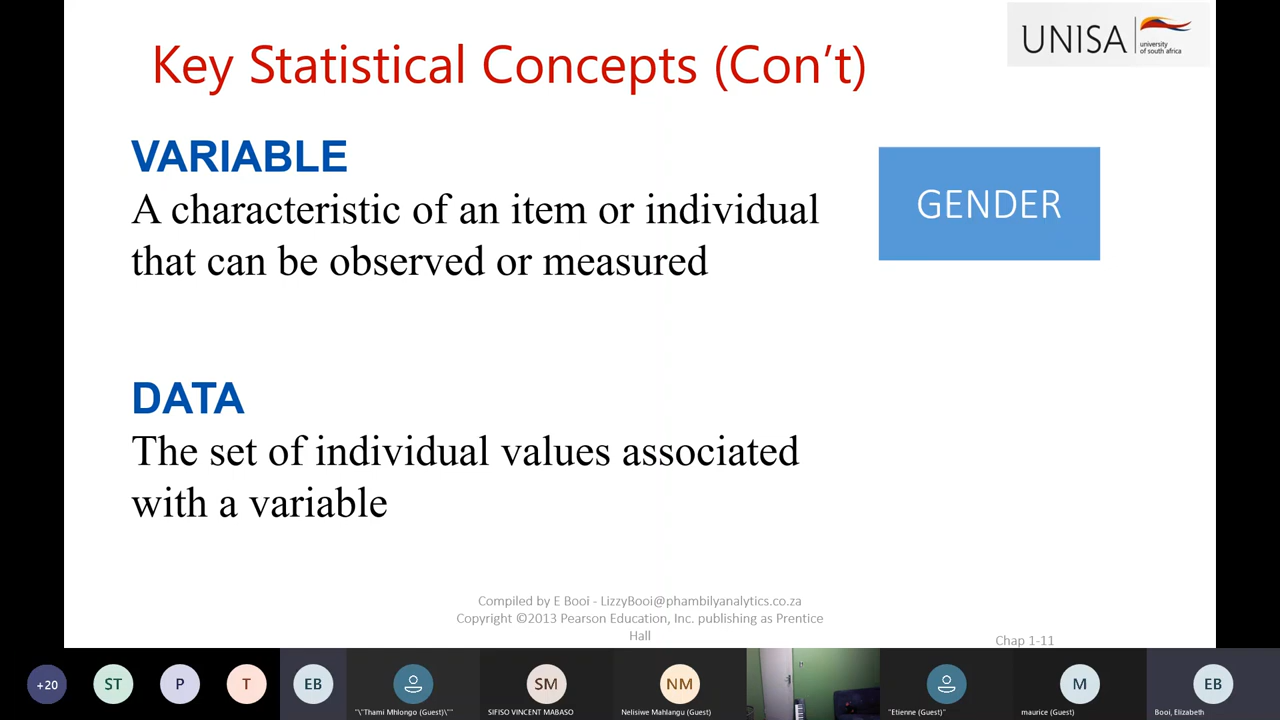 Key Statistical Concepts (Con’t)
UNISA
university
of south africa
VARIABLE
A characteristic of an item or individual
that can be observed or measured
GENDER
DATA
The set of individual values associated
with a variable
Compiled by E Booi - LizzyBooi@phambilyanalytics.co.za
Copyright ©2013 Pearson Education, Inc. publishing as Prentice
Hall
Chap 1-11
+20
ST
P
T
EB
"\"Thami Mhlongo (Guest)\""
SM
SIFISO VINCENT MABASO
NM
Nelisiwe Mahlangu (Guest)
"Etienne (Guest)"
M
maurice (Guest)
EB
Booi, Elizabeth